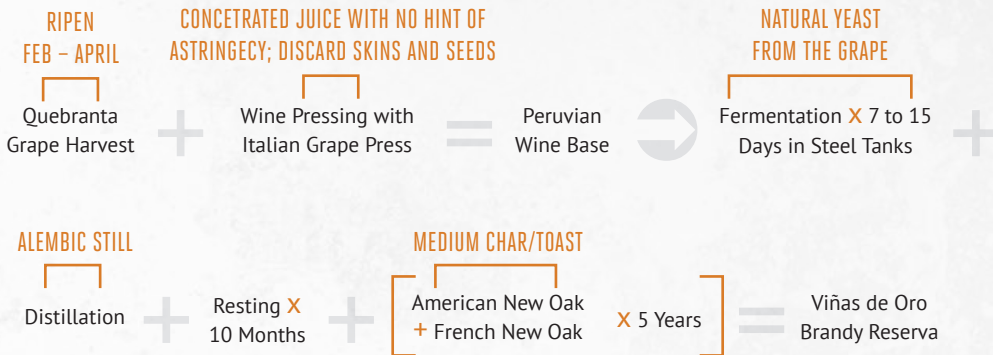 RIPEN
FEB – APRIL
CONCETRATED JUICE WITH NO HINT OF
ASTRINGECY; DISCARD SKINS AND SEEDS
NATURAL YEAST
FROM THE GRAPE
Quebranta
Grape Harvest
+
Wine Pressing with
Italian Grape Press
=
Peruvian
Wine Base
Fermentation X 7 to 15
Days in Steel Tanks
+
ALEMBIC STILL
MEDIUM CHAR/TOAST
Distillation
+
Resting X
10 Months
+
American New Oak
+ French New Oak
X 5 Years
=
Viñas de Oro
Brandy Reserva